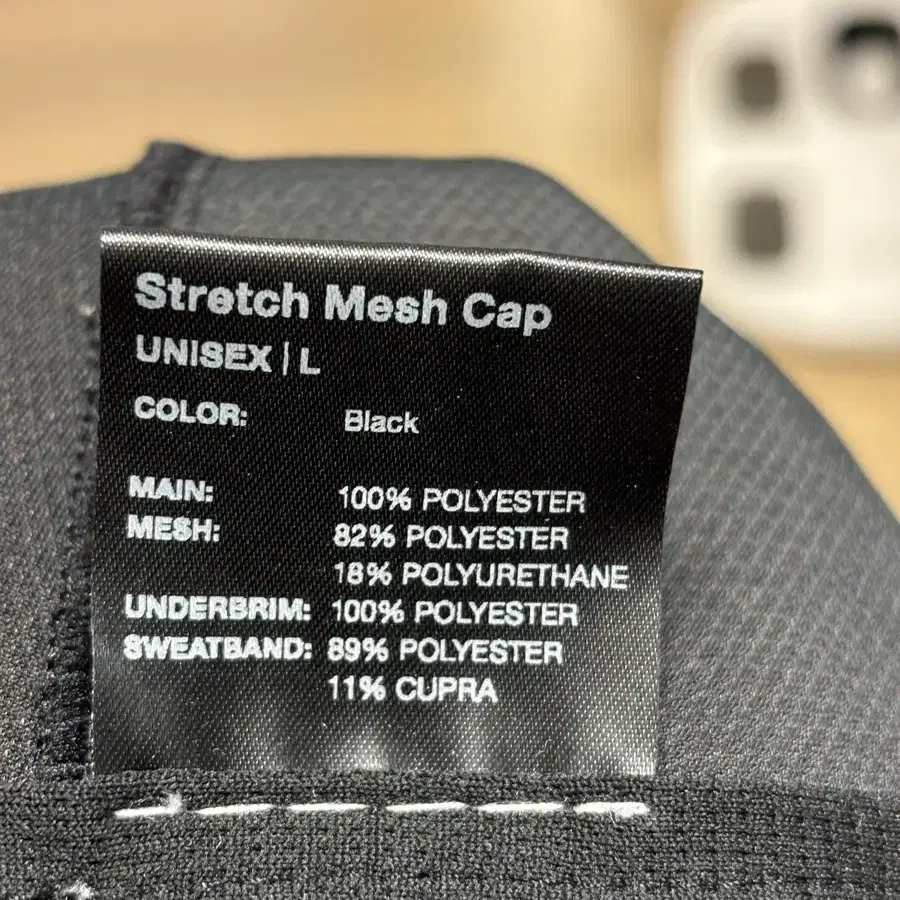 Stretch Mesh Cap
UNISEX | L
COLOR: Black
MAIN: 100% POLYESTER
MESH: 82% POLYESTER
18% POLYURETHANE
UNDERBRIM: 100% POLYESTER
SWEATBAND: 89% POLYESTER
11% CUPRA